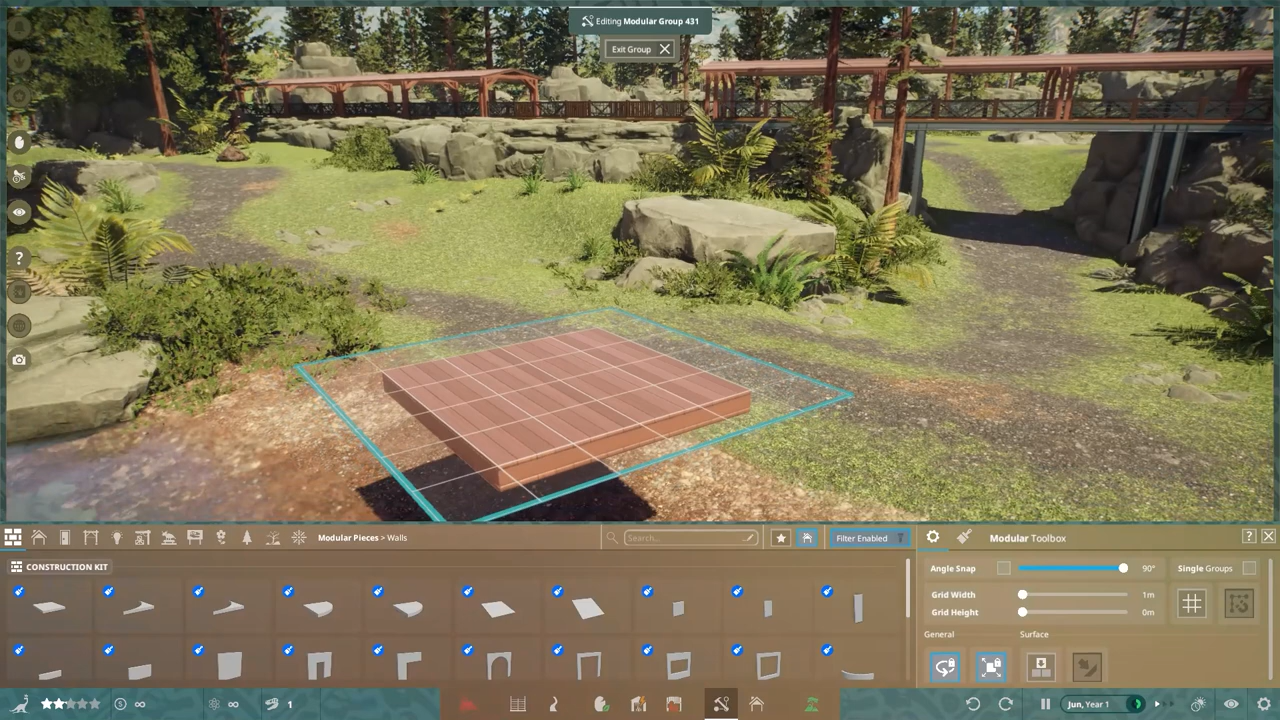 Editing Modular Group 431
Exit Group
Modular Pieces > Walls
Search...
Filter Enabled
Modular Toolbox
?
CONSTRUCTION KIT
Angle Snap
90°
Single Groups
Grid Width
1m
Grid Height
0m
General
Surface
∞
∞
1
Jun, Year 1